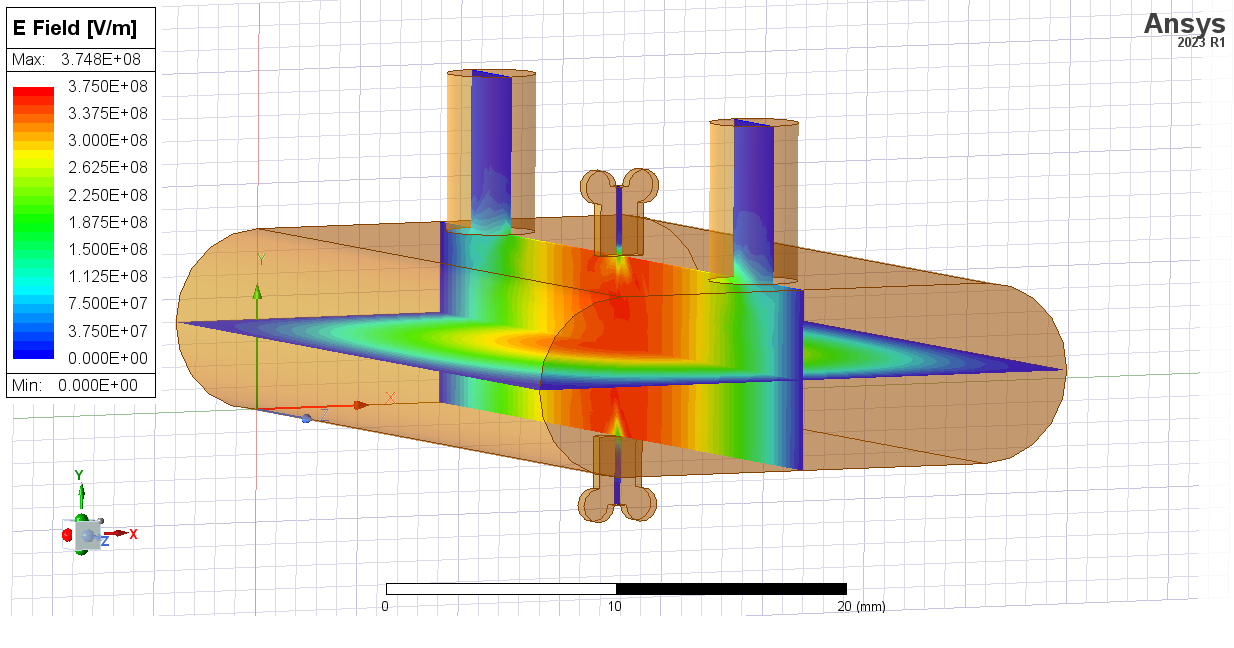 E Field [V/m]
Max: 3.748E+08
3.750E+08
3.375E+08
3.000E+08
2.625E+08
2.250E+08
1.875E+08
1.500E+08
1.125E+08
7.500E+07
3.750E+07
0.000E+00
Min: 0.000E+00
Ansys
2023 R1
Y
X
Z
Y
X
Z
0 10 20 (mm)